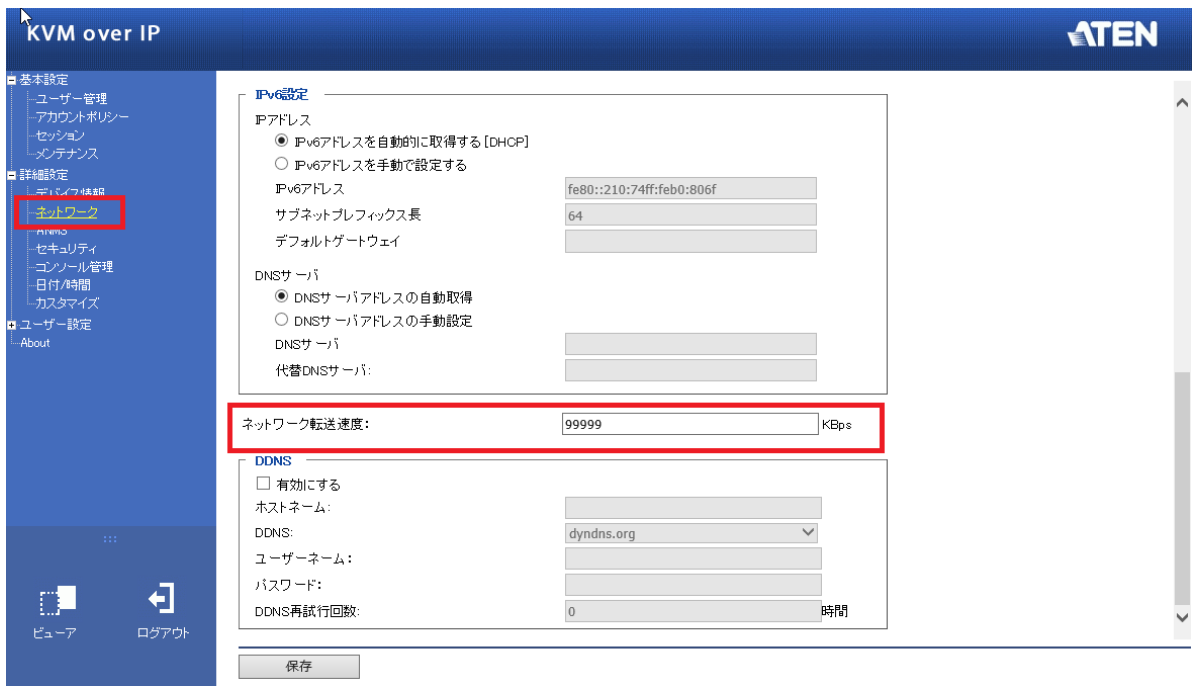 KVM over IP
ATEN
基本設定
ユーザー管理
アカウントポリシー
セッション
メンテナンス
詳細設定
デバイス情報
ネットワーク
ANMS
セキュリティ
コンソール管理
日付/時間
カスタマイズ
ユーザー設定
About
ビューア
ログアウト
IPv6設定
IPアドレス
IPv6アドレスを自動的に取得する[DHCP]
IPv6アドレスを手動で設定する
IPv6アドレス fe80::210:74ff:feb0:806f
サブネットプレフィックス長 64
デフォルトゲートウェイ
DNSサーバ
DNSサーバアドレスの自動取得
DNSサーバアドレスの手動設定
DNSサーバ
代替DNSサーバ:
ネットワーク転送速度: 99999 KBps
DDNS
有効にする
ホストネーム:
DDNS: dyndns.org
ユーザーネーム:
パスワード:
DDNS再試行回数: 0 時間
保存